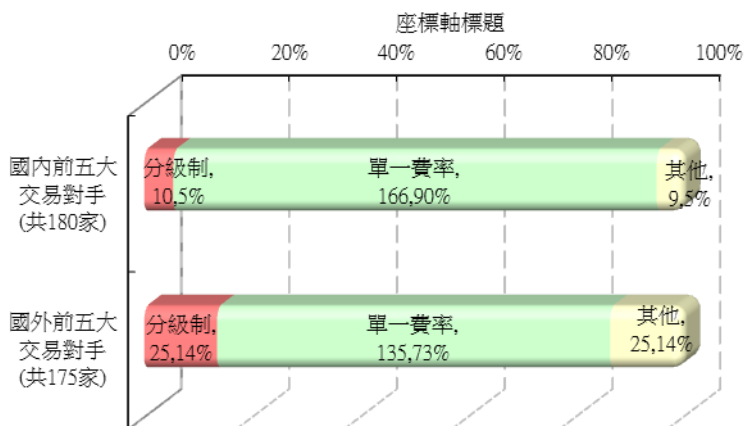 座標軸標題
0% 20% 40% 60% 80% 100%
國內前五大
交易對手
(共180家)
分級制,
10,5%
單一費率,
166,90%
其他,
9,5%
國外前五大
交易對手
(共175家)
分級制,
25,14%
單一費率,
135,73%
其他,
25,14%